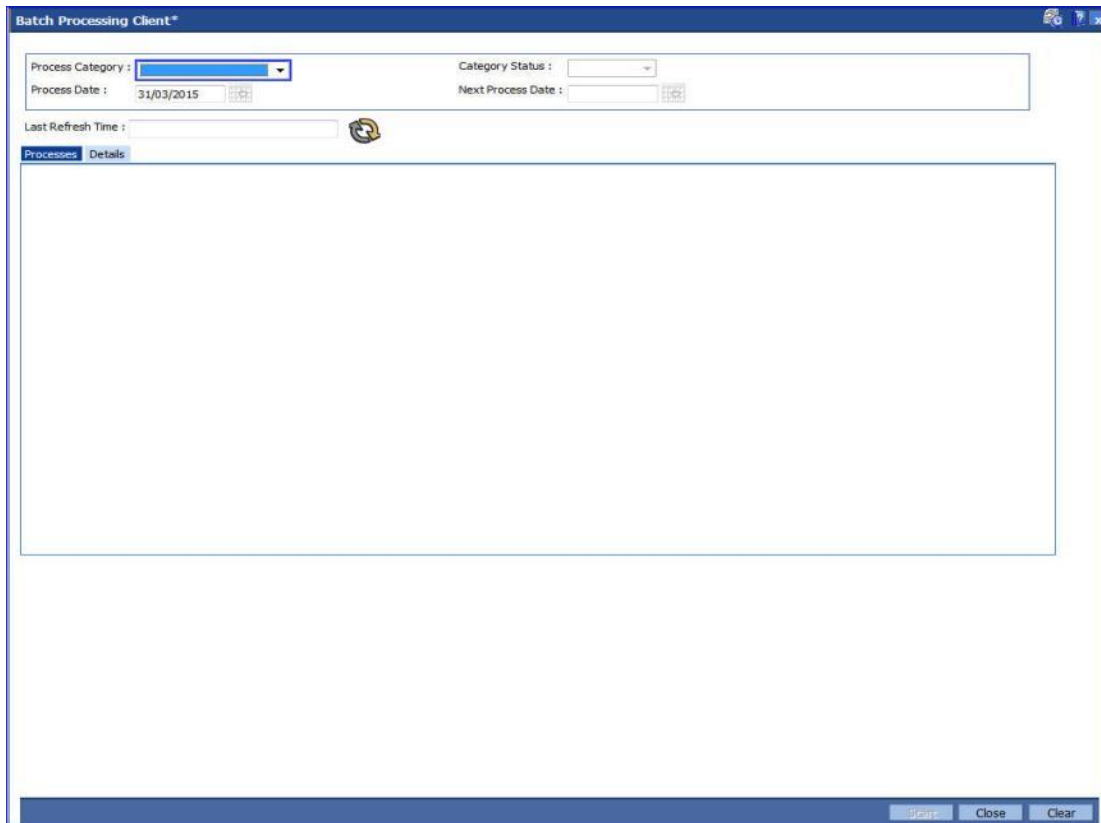 Batch Processing Client*
?
x
Process Category :
Category Status :
Process Date :
31/03/2015
Next Process Date :
Last Refresh Time :
Processes
Details
Close
Clear